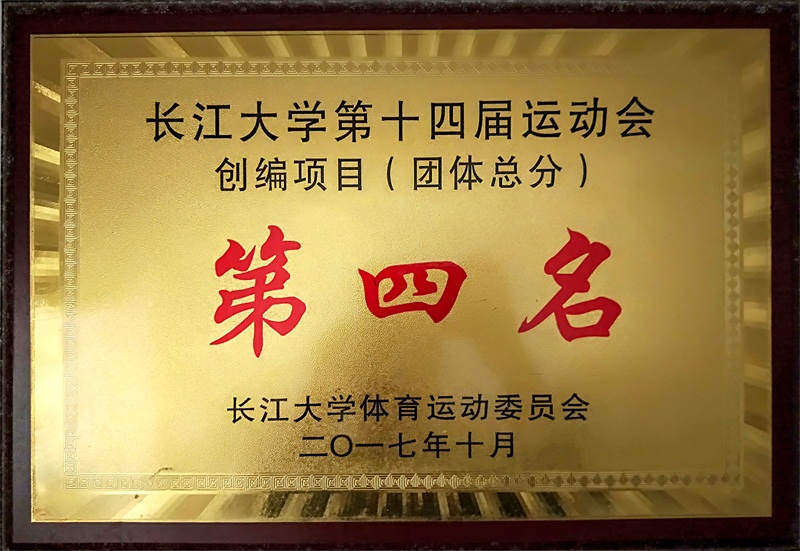 长江大学第十四届运动会
创编项目（团体总分）
第四名
长江大学体育运动委员会
二〇一七年十月